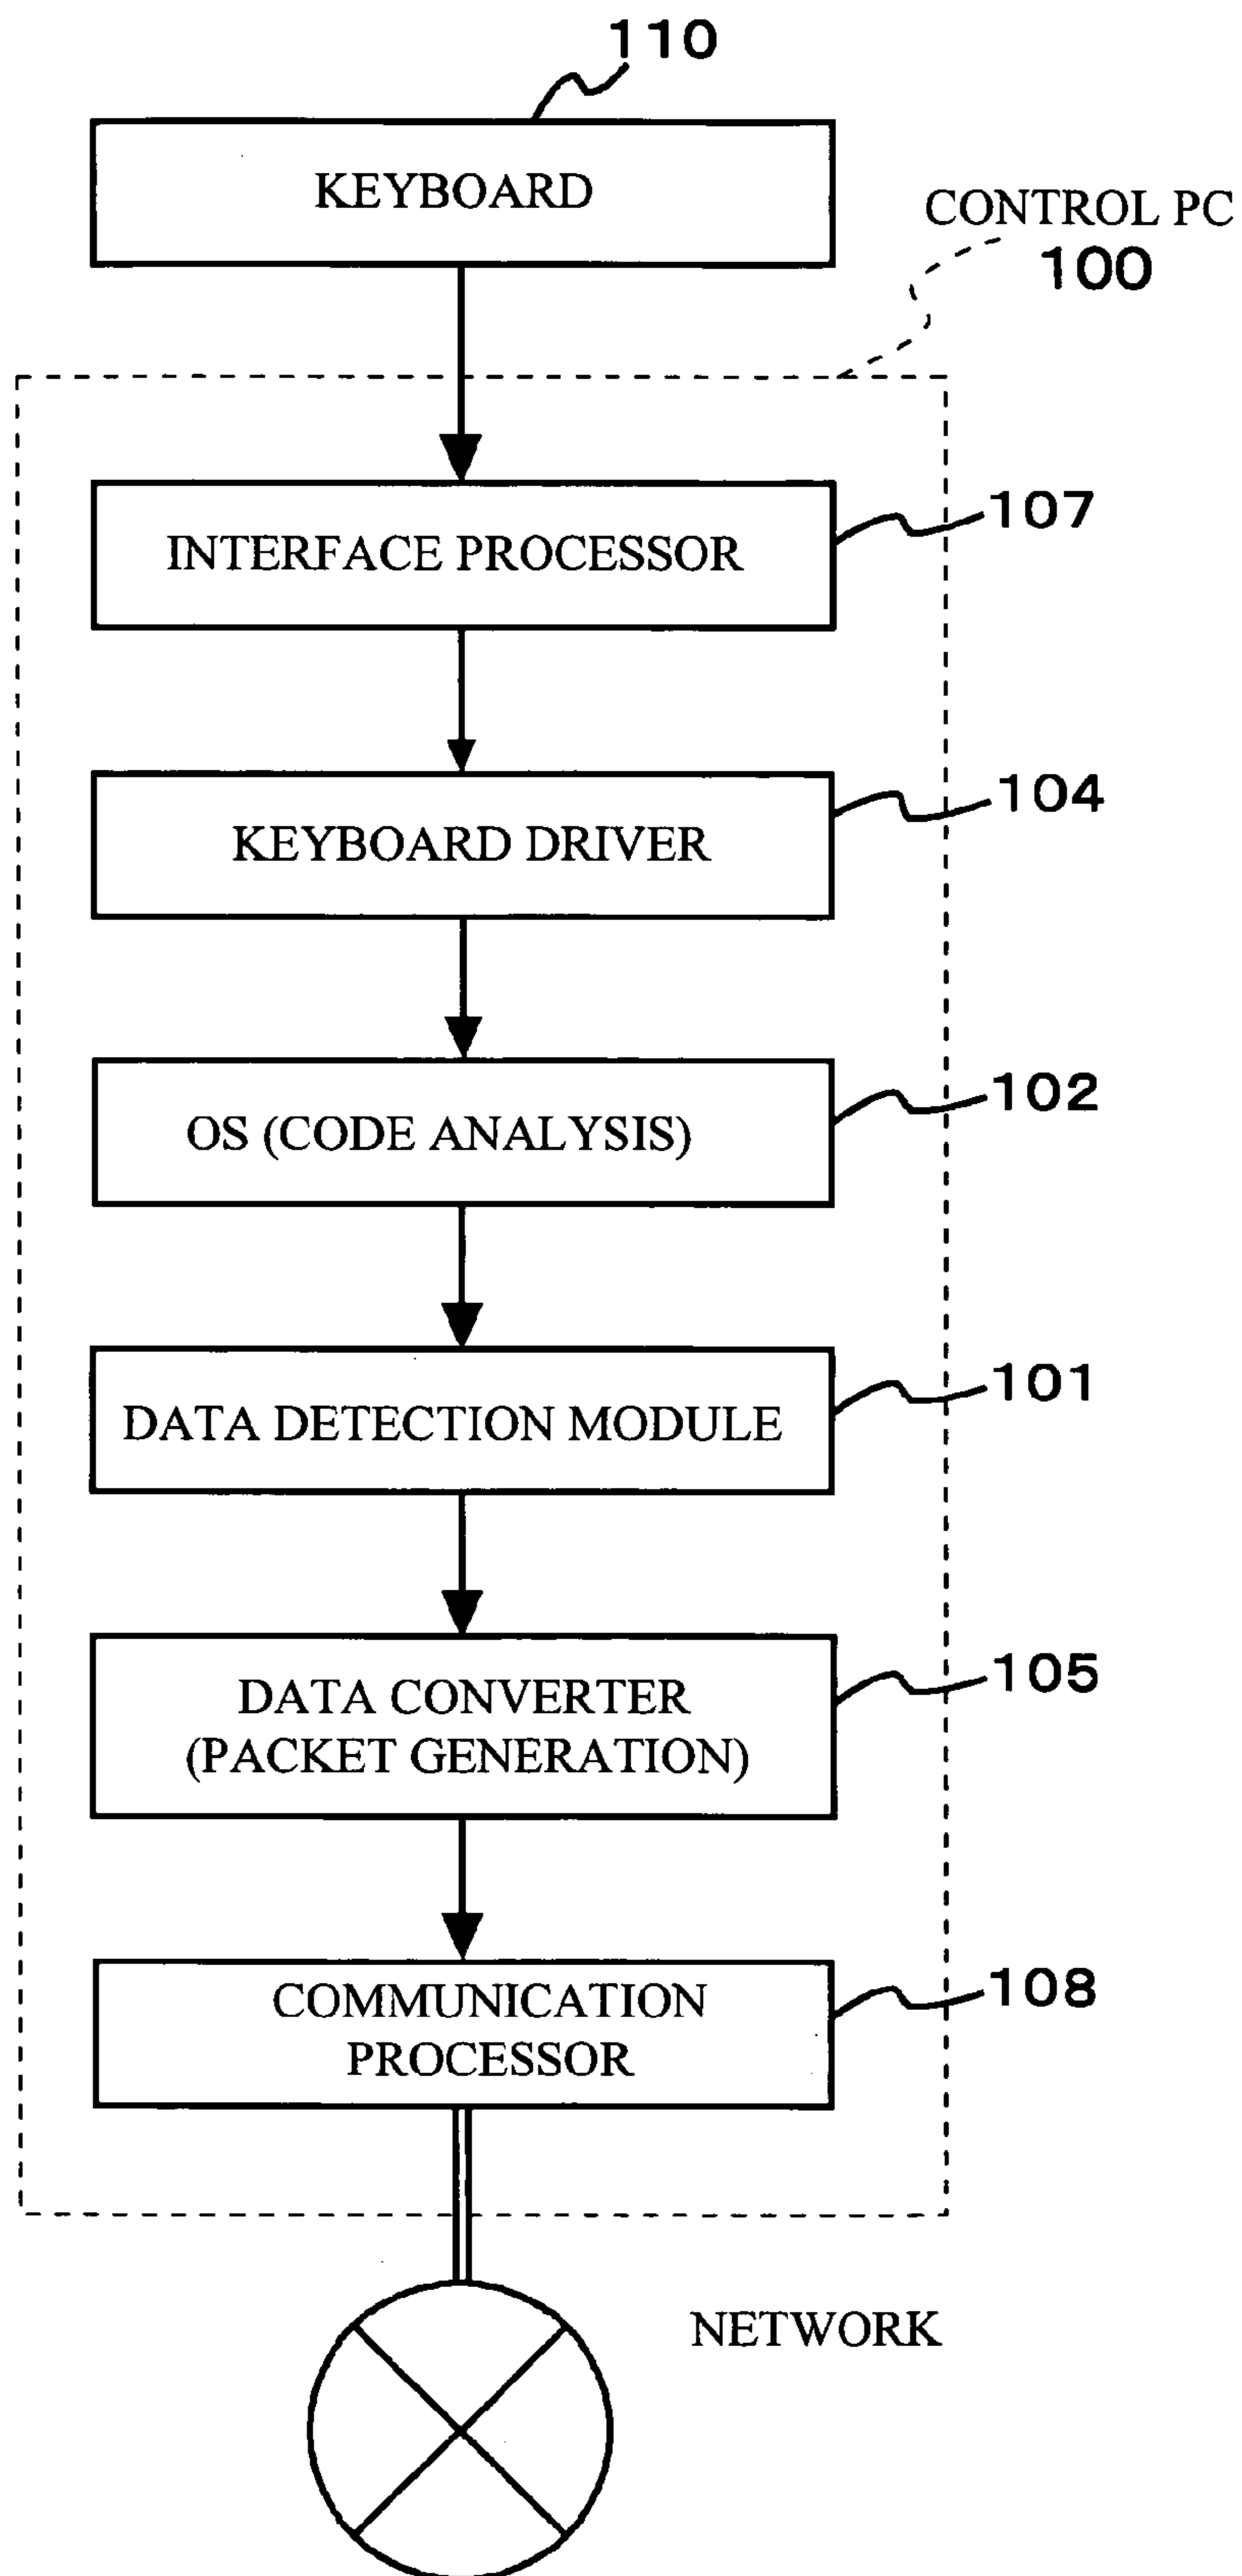 110
KEYBOARD
CONTROL PC
100
INTERFACE PROCESSOR
107
KEYBOARD DRIVER
104
OS (CODE ANALYSIS)
102
DATA DETECTION MODULE
101
DATA CONVERTER
(PACKET GENERATION)
105
COMMUNICATION
PROCESSOR
108
NETWORK